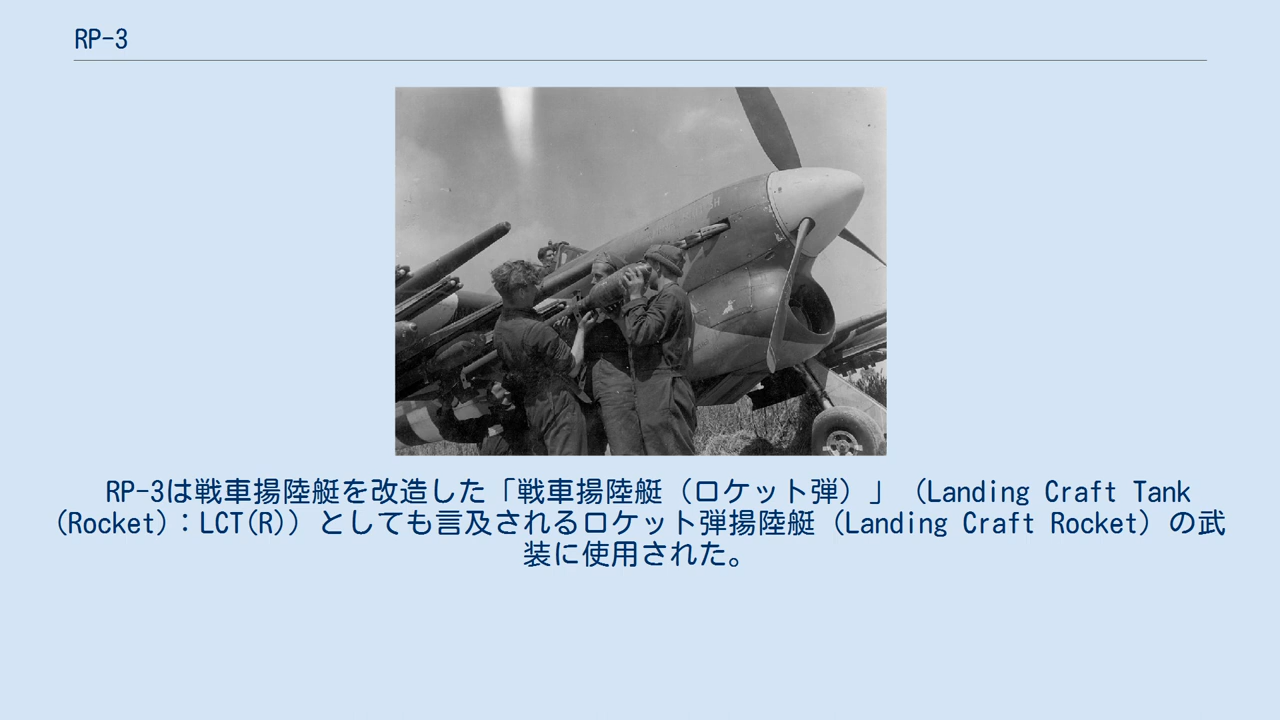 RP-3
RP-3は戦車揚陸艇を改造した「戦車揚陸艇（ロケット弾）」（Landing Craft Tank
(Rocket)：LCT(R)）としても言及されるロケット弾揚陸艇（Landing Craft Rocket）の武
装に使用された。